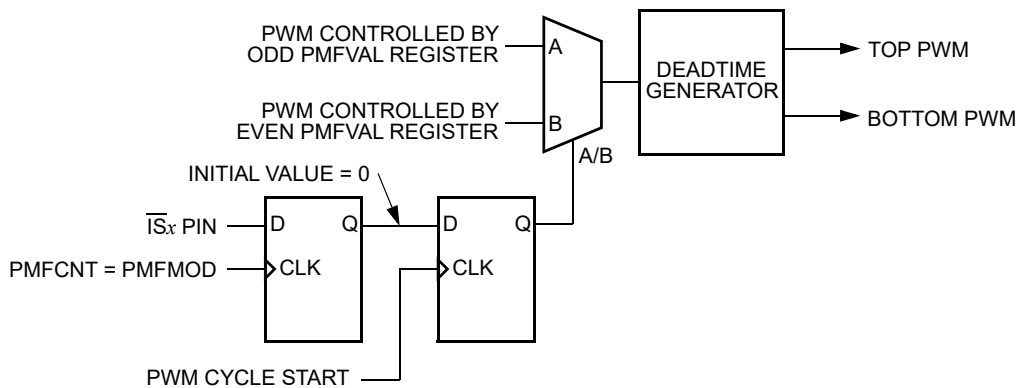 PWM CONTROLLED BY
ODD PMFVAL REGISTER
A
DEADTIME
GENERATOR
TOP PWM
PWM CONTROLLED BY
EVEN PMFVAL REGISTER
B
BOTTOM PWM
A/B
INITIAL VALUE = 0
I̅S̅x PIN
D
Q
D
Q
PMFCNT = PMFMOD
CLK
CLK
PWM CYCLE START